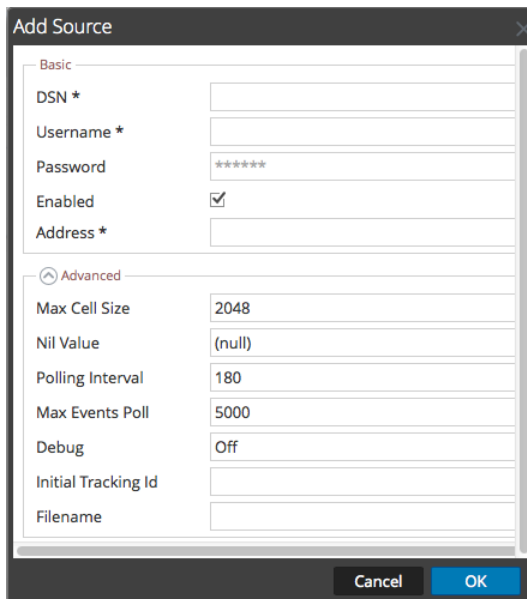 Add Source
Basic
DSN *
Username *
Password ******
Enabled
Address *
Advanced
Max Cell Size 2048
Nil Value (null)
Polling Interval 180
Max Events Poll 5000
Debug Off
Initial Tracking Id
Filename
Cancel OK